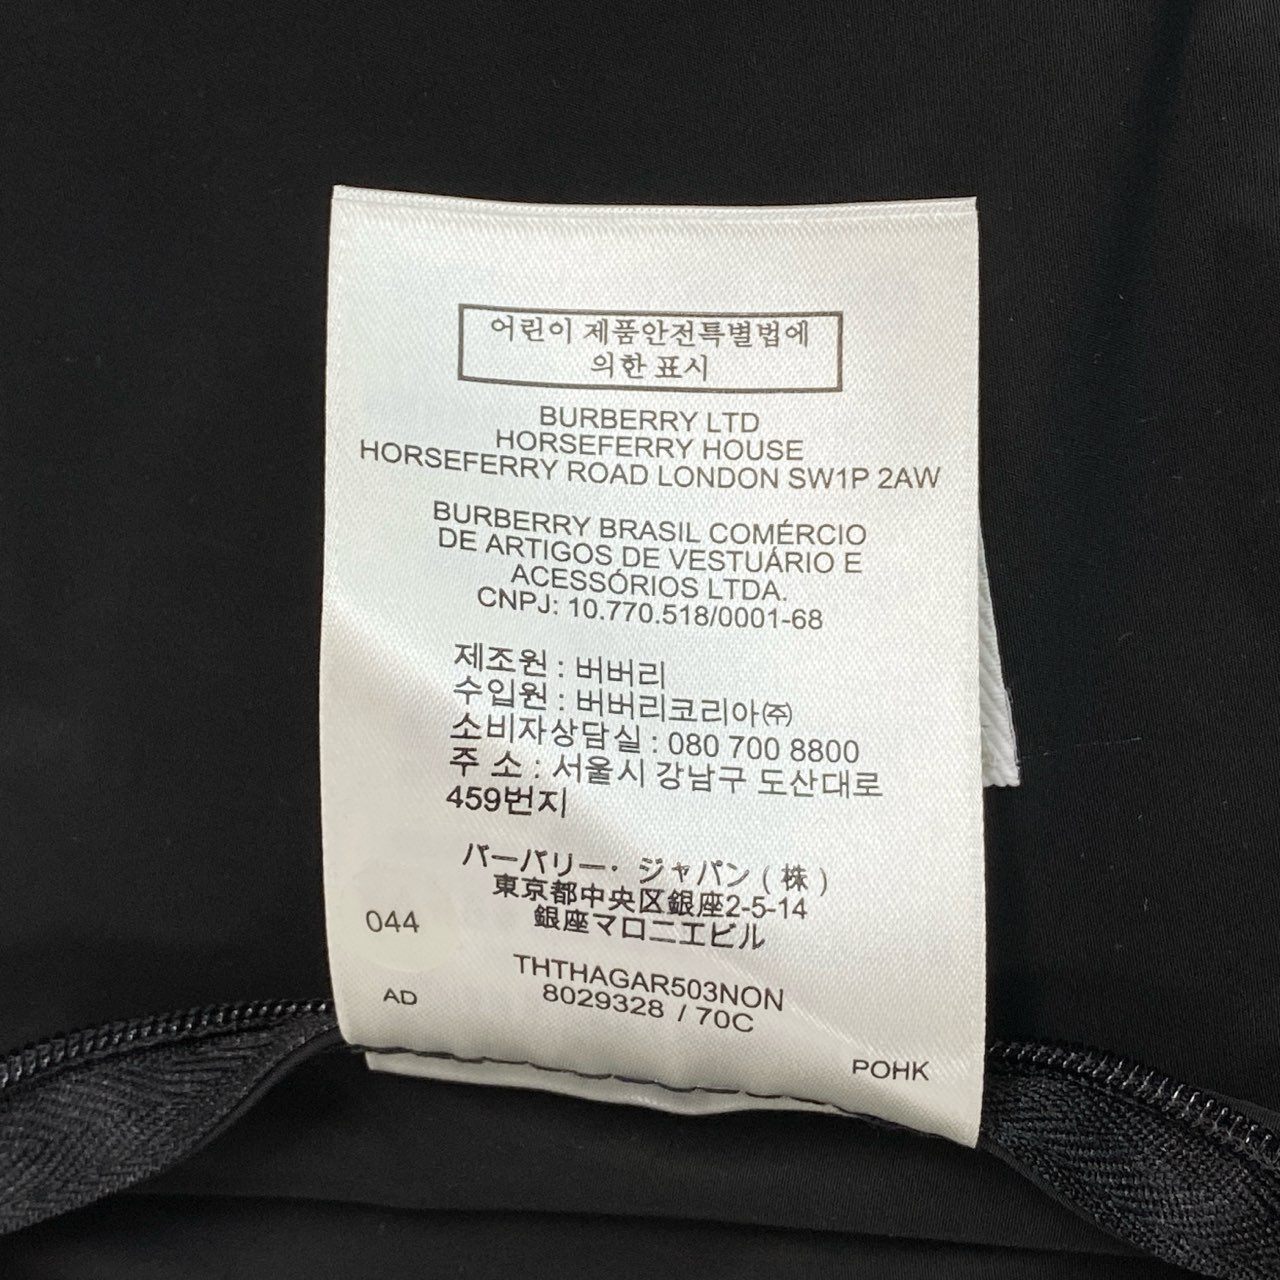 어린이 제품안전특별법에
의한 표시
BURBERRY LTD
HORSEFERRY HOUSE
HORSEFERRY ROAD LONDON SW1P 2AW
BURBERRY BRASIL COMÉRCIO
DE ARTIGOS DE VESTUÁRIO E
ACESSÓRIOS LTDA.
CNPJ: 10.770.518/0001-68
제조원 : 버버리
수입원 : 버버리코리아㈜
소비자상담실 : 080 700 8800
주 소 : 서울시 강남구 도산대로
459번지
バーバリー・ジャパン ( 株 )
東京都中央区銀座2-5-14
銀座マロニエビル
044
THTHAGAR503NON
AD
8029328 / 70C
POHK